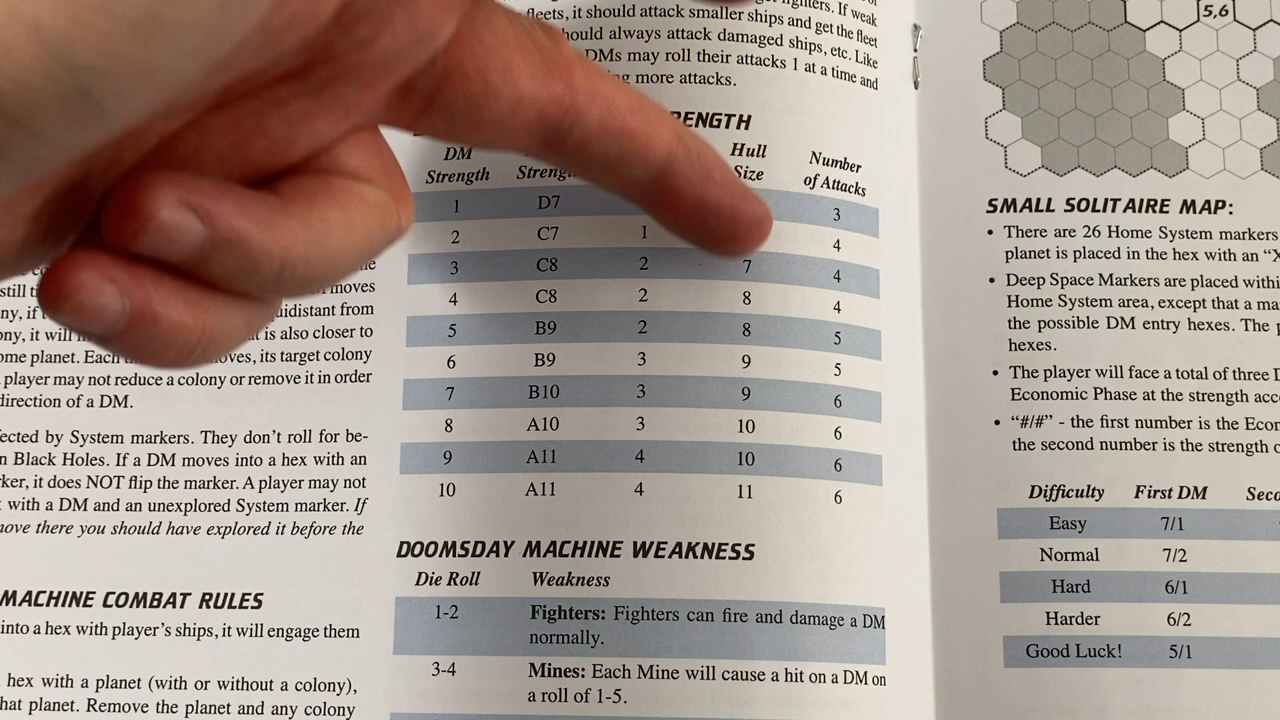 fighters. If weak
fleets, it should attack smaller ships and get the fleet
should always attack damaged ships, etc. Like
DMs may roll their attacks 1 at a time and
more attacks.
DM Strength Hull Size Number of Attacks
1 D7 3
2 C7 1 4
3 C8 2 7 4
4 C8 2 8 4
5 B9 2 8 5
6 B9 3 9 5
7 B10 3 9 6
8 A10 3 10 6
9 A11 4 10 6
10 A11 4 11 6
DOOMSDAY MACHINE WEAKNESS
Die Roll Weakness
1-2 Fighters: Fighters can fire and damage a DM
normally.
3-4 Mines: Each Mine will cause a hit on a DM on
a roll of 1-5.
moves
uidistant from
it is also closer to
ome planet. Each its target colony
player may not reduce a colony or remove it in order
direction of a DM.
ected by System markers. They don't roll for be-
n Black Holes. If a DM moves into a hex with an
ker, it does NOT flip the marker. A player may not
with a DM and an unexplored System marker. If
move there you should have explored it before the
MACHINE COMBAT RULES
into a hex with player's ships, it will engage them
hex with a planet (with or without a colony),
hat planet. Remove the planet and any colony
5,6
SMALL SOLITAIRE MAP:
• There are 26 Home System markers
planet is placed in the hex with an "X
• Deep Space Markers are placed withi
Home System area, except that a ma
the possible DM entry hexes. The p
hexes.
• The player will face a total of three D
Economic Phase at the strength acc
• "#/#" - the first number is the Econ
the second number is the strength o
Difficulty First DM Seco
Easy 7/1
Normal 7/2
Hard 6/1
Harder 6/2
Good Luck! 5/1